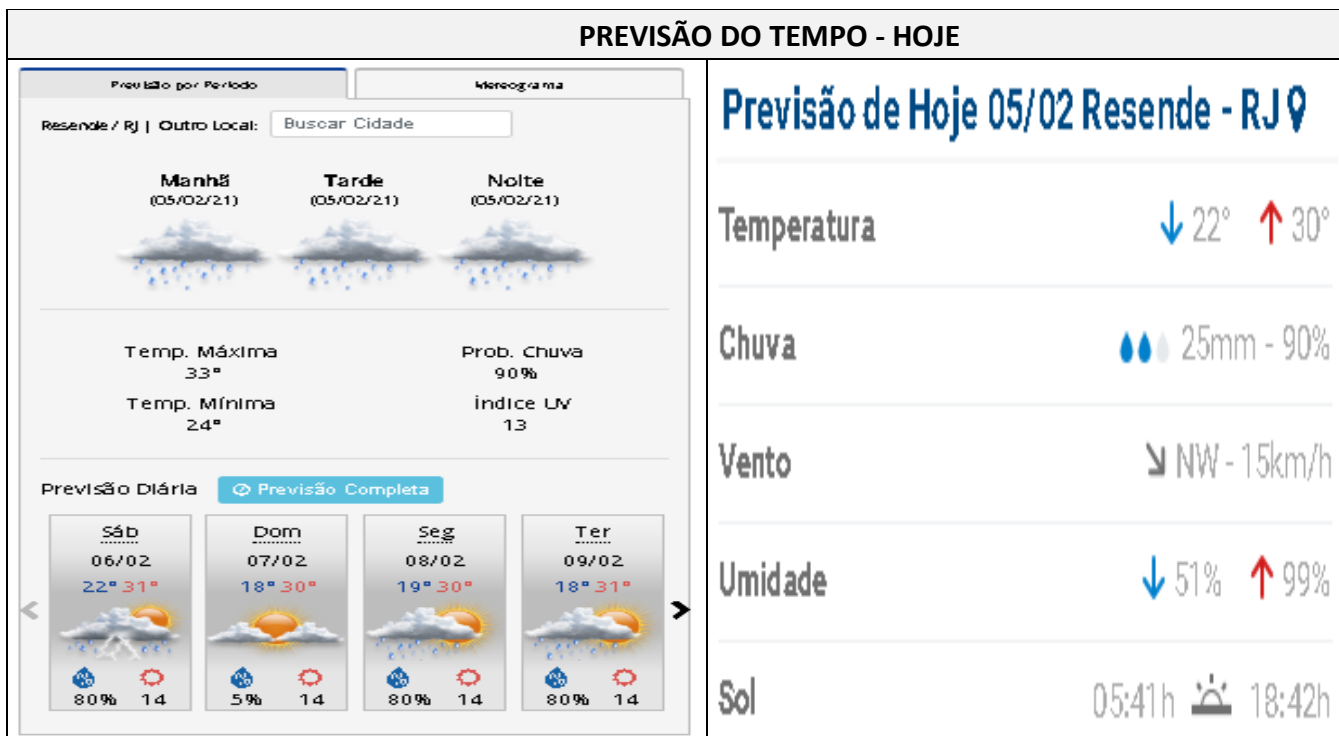 PREVISÃO DO TEMPO - HOJE
Previsão por Período
Meteograma
Resende / RJ | Outro Local: Buscar Cidade
Manhã Tarde Noite
(05/02/21) (05/02/21) (05/02/21)
Temp. Máxima Prob. Chuva
33° 90%
Temp. Mínima Índice UV
24° 13
Previsão Diária Previsão Completa
Sáb Dom Seg Ter
06/02 07/02 08/02 09/02
22° 31° 18° 30° 19° 30° 18° 31°
80% 14 5% 14 80% 14 80% 14
Previsão de Hoje 05/02 Resende - RJ
Temperatura 22° 30°
Chuva 25mm - 90%
Vento NW - 15km/h
Umidade 51% 99%
Sol 05:41h 18:42h